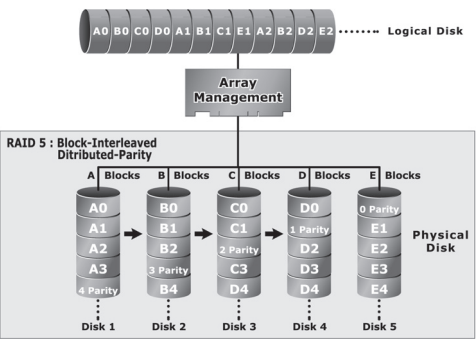 A0 B0 C0 D0 A1 B1 C1 E1 A2 B2 D2 E2 Logical Disk
Array
Management
RAID 5 : Block-Interleaved
Ditributed-Parity
A Blocks B Blocks C Blocks D Blocks E Blocks
A0 B0 C0 D0 0 Parity
A1 B1 C1 1 Parity E1
A2 B2 2 Parity D2 E2
A3 3 Parity C3 D3 E3
4 Parity B4 D4 D4 E4
Physical
Disk
Disk 1 Disk 2 Disk 3 Disk 4 Disk 5